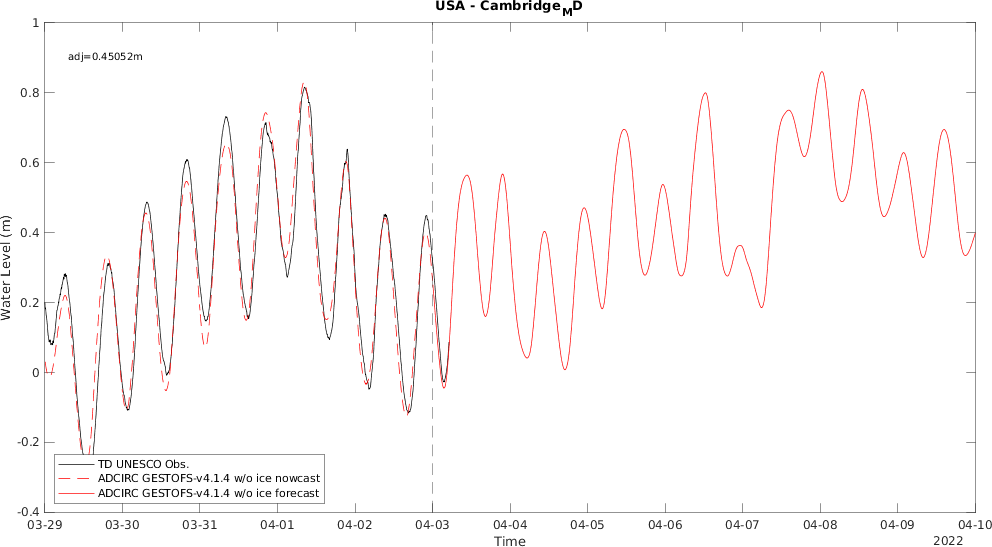 USA - Cambridge_MD
adj=0.45052m
Water Level (m)
1
0.8
0.6
0.4
0.2
0
-0.2
-0.4
TD UNESCO Obs.
ADCIRC GESTOFS-v4.1.4 w/o ice nowcast
ADCIRC GESTOFS-v4.1.4 w/o ice forecast
03-29 03-30 03-31 04-01 04-02 04-03 04-04 04-05 04-06 04-07 04-08 04-09 04-10
Time
2022